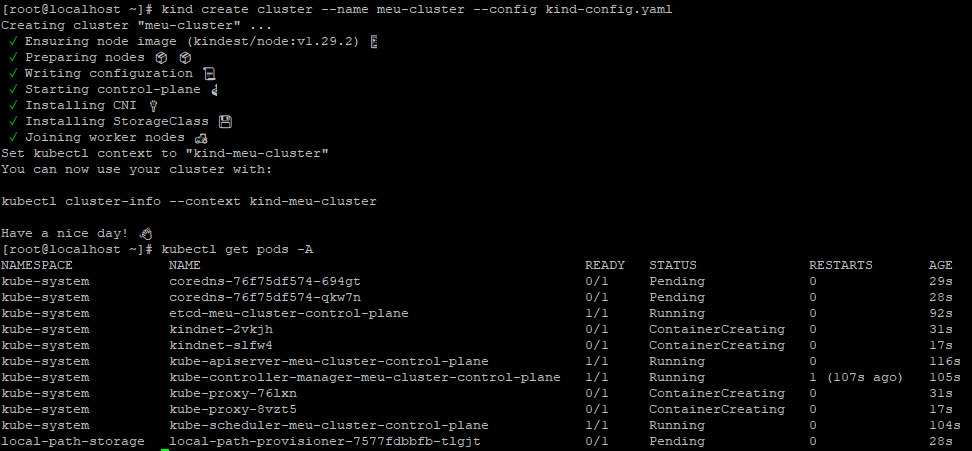 [root@localhost ~]# kind create cluster --name meu-cluster --config kind-config.yaml
Creating cluster "meu-cluster" ...
✓ Ensuring node image (kindest/node:v1.29.2) 🖼
✓ Preparing nodes 📦 📦
✓ Writing configuration 📜
✓ Starting control-plane 🕹
✓ Installing CNI 🔌
✓ Installing StorageClass 💾
✓ Joining worker nodes 🚜
Set kubectl context to "kind-meu-cluster"
You can now use your cluster with:
kubectl cluster-info --context kind-meu-cluster
Have a nice day! 👋
[root@localhost ~]# kubectl get pods -A
NAMESPACE NAME READY STATUS RESTARTS AGE
kube-system coredns-76f75df574-694gt 0/1 Pending 0 29s
kube-system coredns-76f75df574-qkw7n 0/1 Pending 0 28s
kube-system etcd-meu-cluster-control-plane 1/1 Running 0 92s
kube-system kindnet-2vkjh 0/1 ContainerCreating 0 31s
kube-system kindnet-slfw4 0/1 ContainerCreating 0 17s
kube-system kube-apiserver-meu-cluster-control-plane 1/1 Running 0 116s
kube-system kube-controller-manager-meu-cluster-control-plane 1/1 Running 1 (107s ago) 105s
kube-system kube-proxy-76lxn 0/1 ContainerCreating 0 31s
kube-system kube-proxy-8vzt5 0/1 ContainerCreating 0 17s
kube-system kube-scheduler-meu-cluster-control-plane 1/1 Running 0 104s
local-path-storage local-path-provisioner-7577fdbbfb-tlgjt 0/1 Pending 0 28s